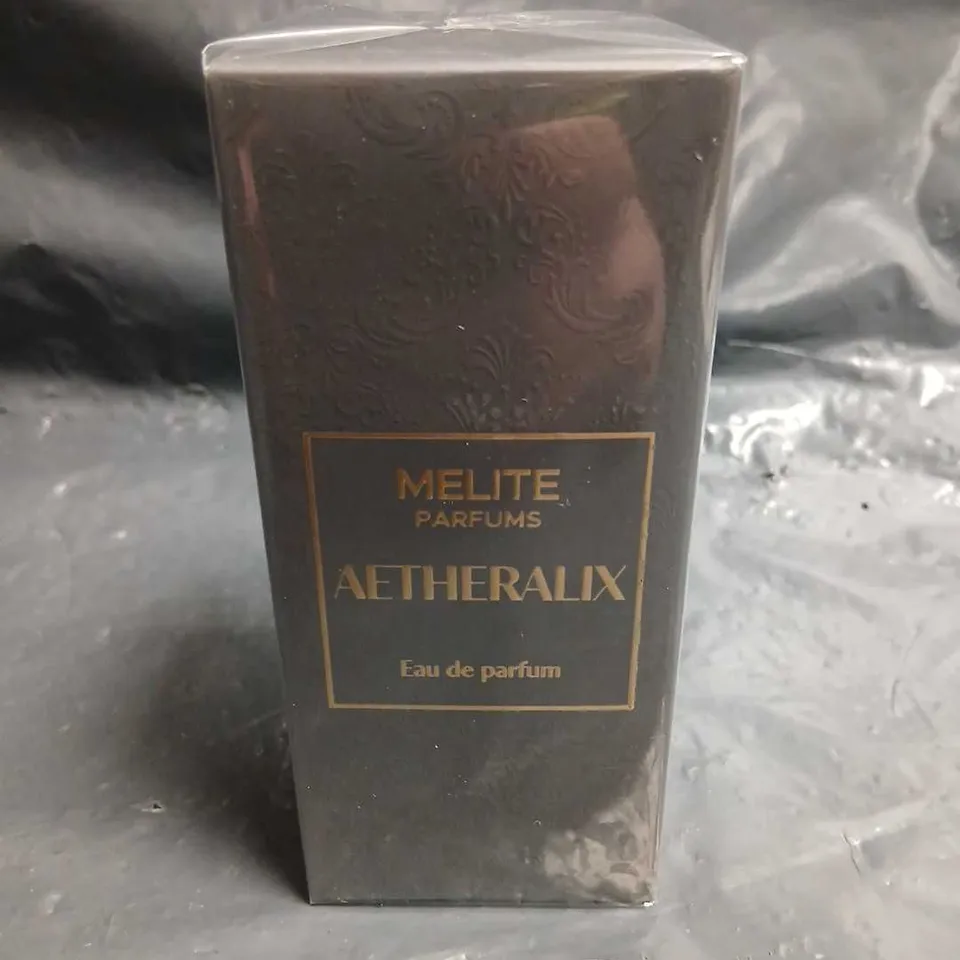 MELITE
PARFUMS
AETHERALIX
Eau de parfum